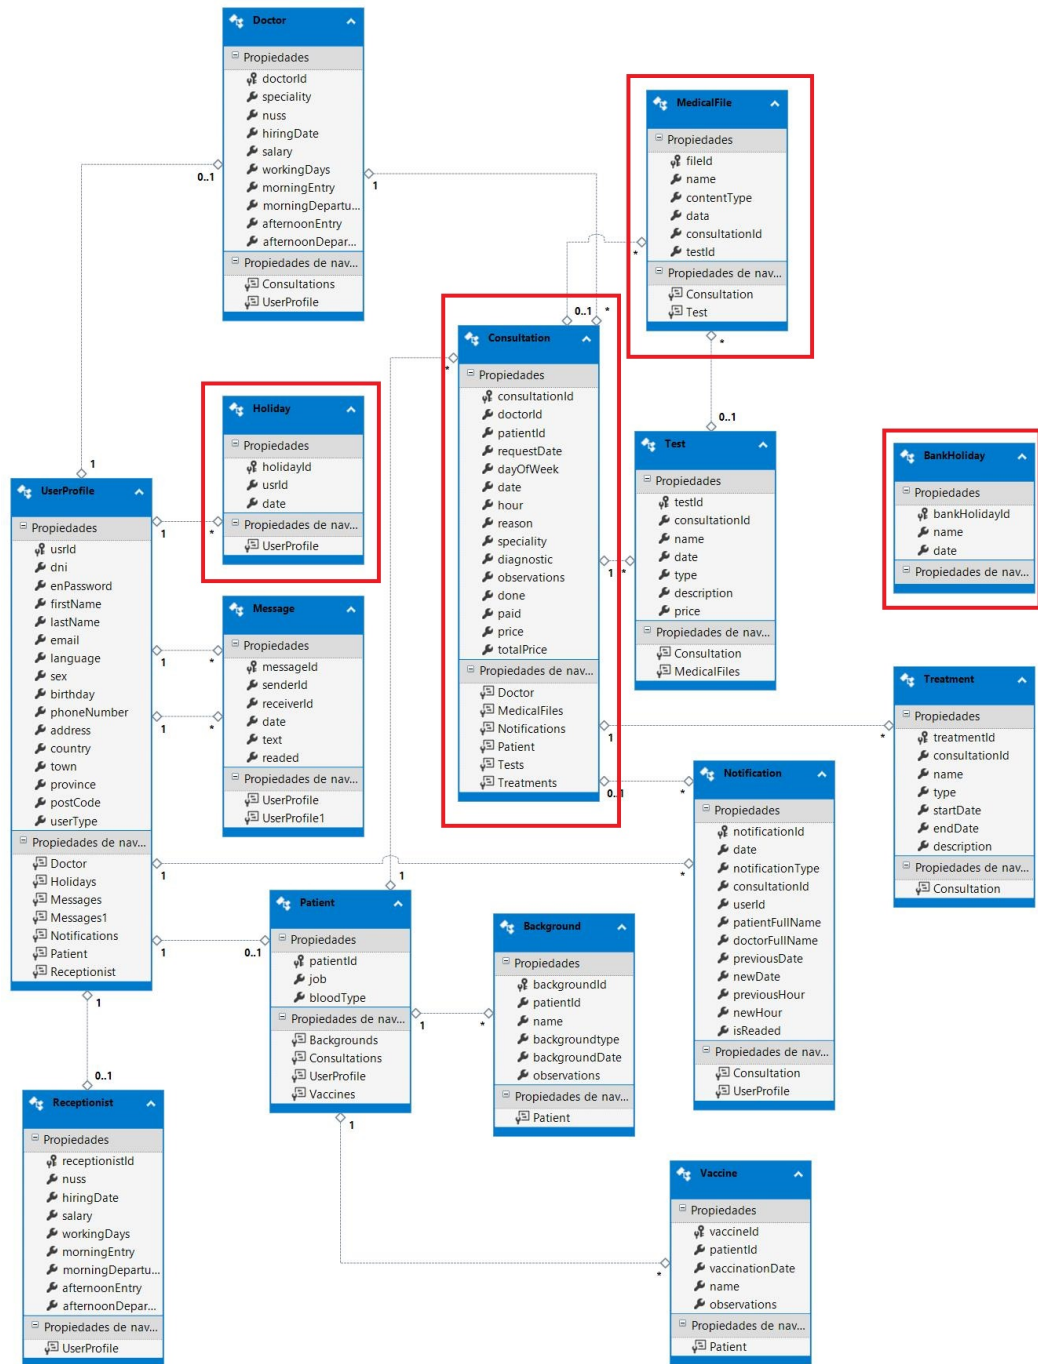 Doctor
Propiedades
doctorId
speciality
nuss
hiringDate
salary
workingDays
morningEntry
morningDepartu...
afternoonEntry
afternoonDepar...
Propiedades de nav...
Consultations
UserProfile
0..1
1
MedicalFile
Propiedades
fileId
name
contentType
data
consultationId
testId
Propiedades de nav...
Consultation
Test
*
0..1
*
*
0..1
Consultation
Propiedades
consultationId
doctorId
patientId
requestDate
dayOfWeek
date
hour
reason
speciality
diagnostic
observations
done
paid
price
totalPrice
Propiedades de nav...
Doctor
MedicalFiles
Notifications
Patient
Tests
Treatments
*
1
*
1
0..1
Holiday
Propiedades
holidayId
usrId
date
Propiedades de nav...
UserProfile
1
*
Test
Propiedades
testId
consultationId
name
date
type
description
price
Propiedades de nav...
Consultation
MedicalFiles
BankHoliday
Propiedades
bankHolidayId
name
date
Propiedades de nav...
1
UserProfile
Propiedades
usrId
dni
enPassword
firstName
lastName
email
language
sex
birthday
phoneNumber
address
country
town
province
postCode
userType
Propiedades de nav...
Doctor
Holidays
Messages
Messages1
Notifications
Patient
Receptionist
Message
Propiedades
messageId
senderId
receiverId
date
text
readed
Propiedades de nav...
UserProfile
UserProfile1
1
*
1
*
Treatment
Propiedades
treatmentId
consultationId
name
type
startDate
endDate
description
Propiedades de nav...
Consultation
*
Notification
Propiedades
notificationId
date
notificationType
consultationId
userId
patientFullName
doctorFullName
previousDate
newDate
previousHour
newHour
isReaded
Propiedades de nav...
Consultation
UserProfile
*
1
*
1
Patient
Propiedades
patientId
job
bloodType
Propiedades de nav...
Backgrounds
Consultations
UserProfile
Vaccines
1
0..1
1
*
1
Background
Propiedades
backgroundId
patientId
name
backgroundtype
backgroundDate
observations
Propiedades de nav...
Patient
1
0..1
Receptionist
Propiedades
receptionistId
nuss
hiringDate
salary
workingDays
morningEntry
morningDepartu...
afternoonEntry
afternoonDepar...
Propiedades de nav...
UserProfile
Vaccine
Propiedades
vaccineId
patientId
vaccinationDate
name
observations
Propiedades de nav...
Patient
*